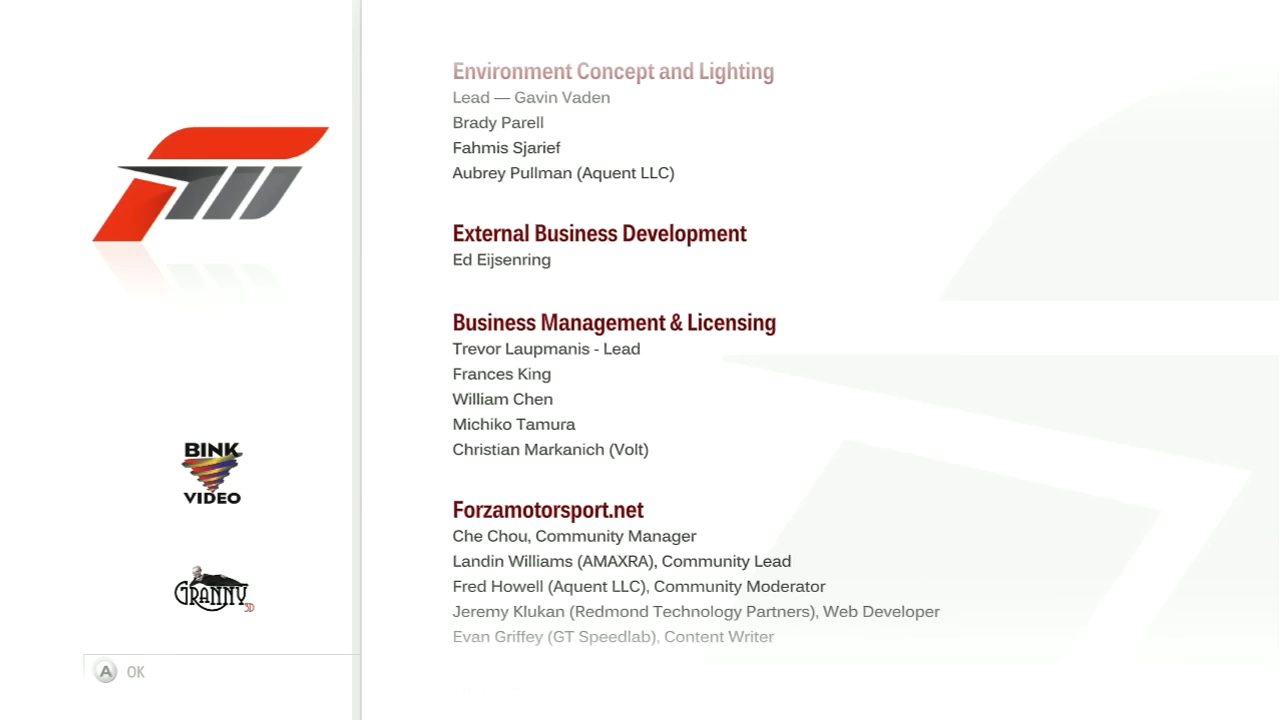 Environment Concept and Lighting
Lead — Gavin Vaden
Brady Parell
Fahmis Sjarief
Aubrey Pullman (Aquent LLC)
External Business Development
Ed Eijsenring
Business Management & Licensing
Trevor Laupmanis - Lead
Frances King
William Chen
Michiko Tamura
Christian Markanich (Volt)
Forzamotorsport.net
Che Chou, Community Manager
Landin Williams (AMAXRA), Community Lead
Fred Howell (Aquent LLC), Community Moderator
Jeremy Klukan (Redmond Technology Partners), Web Developer
Evan Griffey (GT Speedlab), Content Writer
BINK
VIDEO
GRANNY
3D
A OK